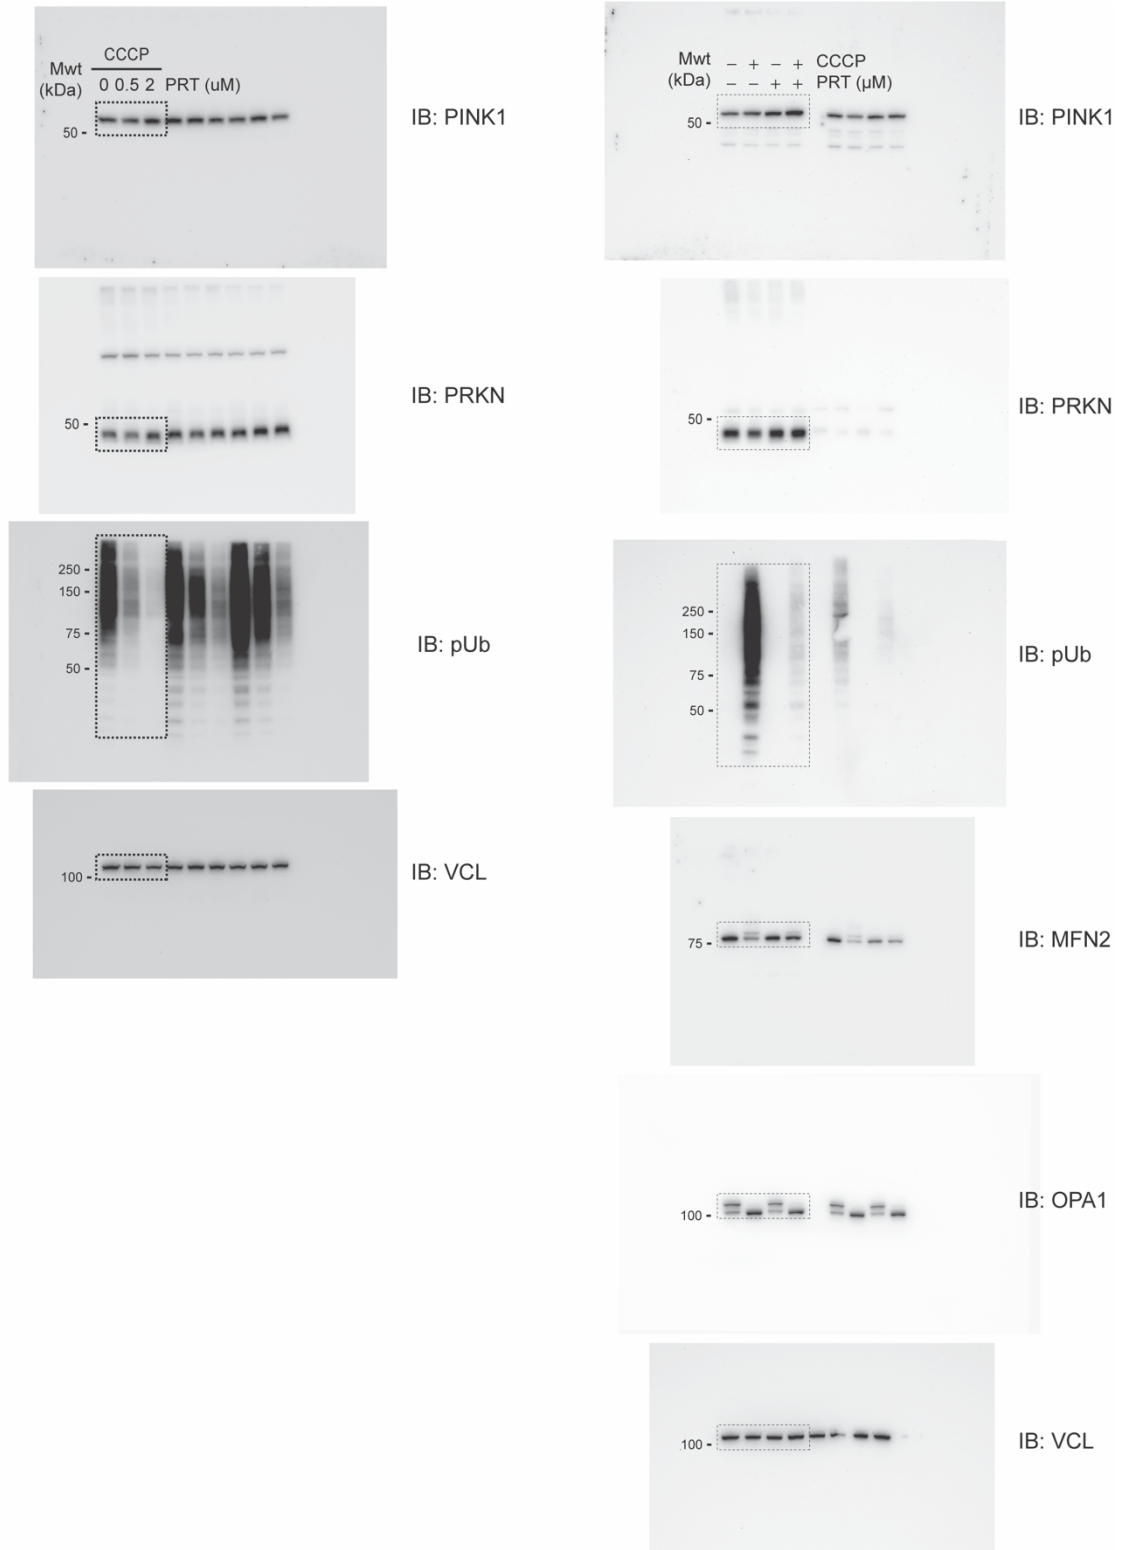 CCCP
Mwt
(kDa)
0 0.5 2 PRT (uM)
50 -
IB: PINK1
50 -
IB: PRKN
250 -
150 -
75 -
50 -
IB: pUb
100 -
IB: VCL
Mwt
(kDa)
– + – + CCCP
– – + + PRT (µM)
50 -
IB: PINK1
50 -
IB: PRKN
250 -
150 -
75 -
50 -
IB: pUb
75 -
IB: MFN2
100 -
IB: OPA1
100 -
IB: VCL